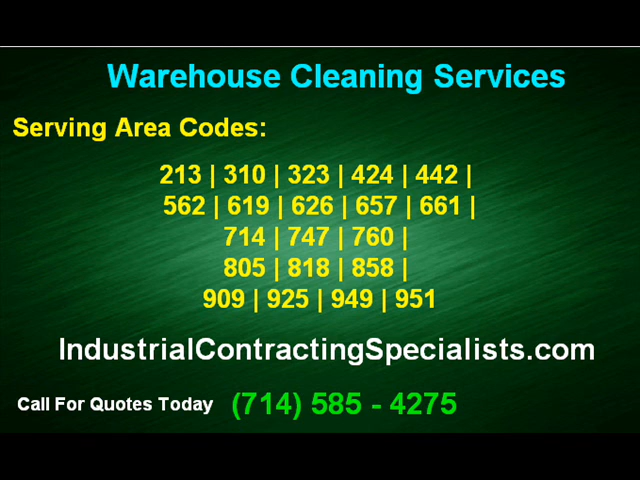 Warehouse Cleaning Services
Serving Area Codes:
213 | 310 | 323 | 424 | 442 |
562 | 619 | 626 | 657 | 661 |
714 | 747 | 760 |
805 | 818 | 858 |
909 | 925 | 949 | 951
IndustrialContractingSpecialists.com
Call For Quotes Today (714) 585 - 4275